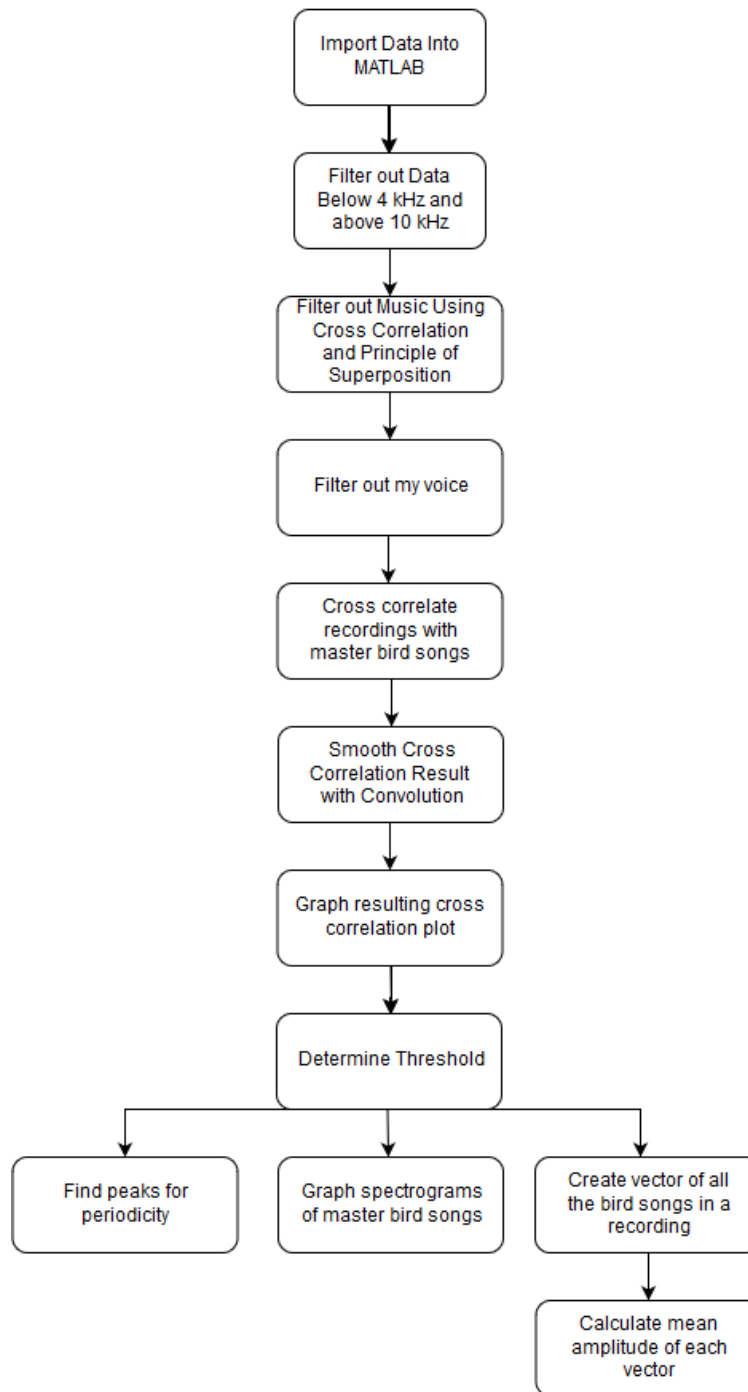 Import Data Into
MATLAB
Filter out Data
Below 4 kHz and
above 10 kHz
Filter out Music Using
Cross Correlation
and Principle of
Superposition
Filter out my voice
Cross correlate
recordings with
master bird songs
Smooth Cross
Correlation Result
with Convolution
Graph resulting cross
correlation plot
Determine Threshold
Find peaks for
periodicity
Graph spectrograms
of master bird songs
Create vector of all
the bird songs in a
recording
Calculate mean
amplitude of each
vector